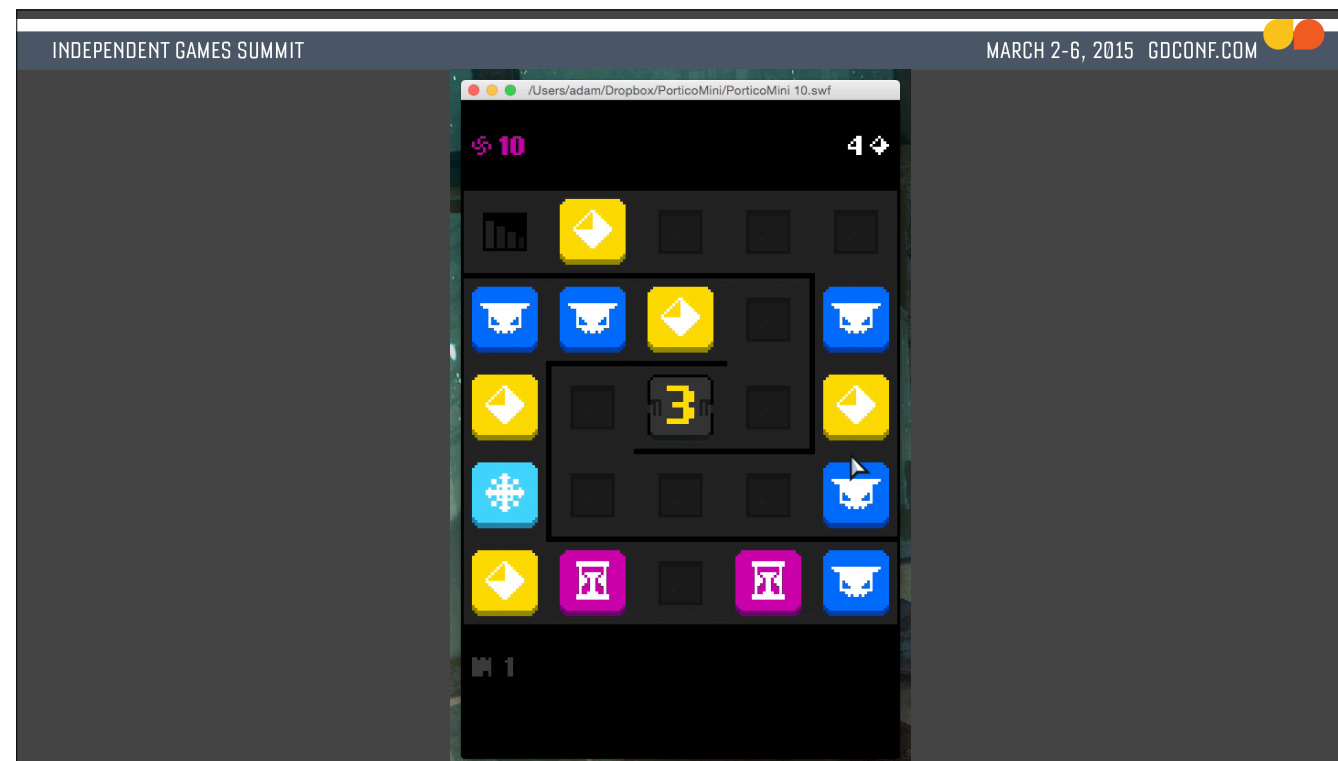 INDEPENDENT GAMES SUMMIT
MARCH 2-6, 2015 GDCONF.COM
/Users/adam/Dropbox/PorticoMini/PorticoMini 10.swf
10
4
3
1